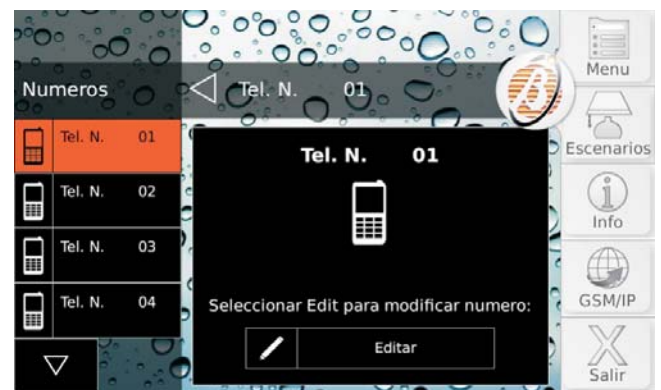 Numeros
Tel. N. 01
Tel. N. 01
Tel. N. 02
Tel. N. 03
Tel. N. 04
Tel. N. 01
Seleccionar Edit para modificar numero:
Editar
B
Menu
Escenarios
Info
GSM/IP
Salir